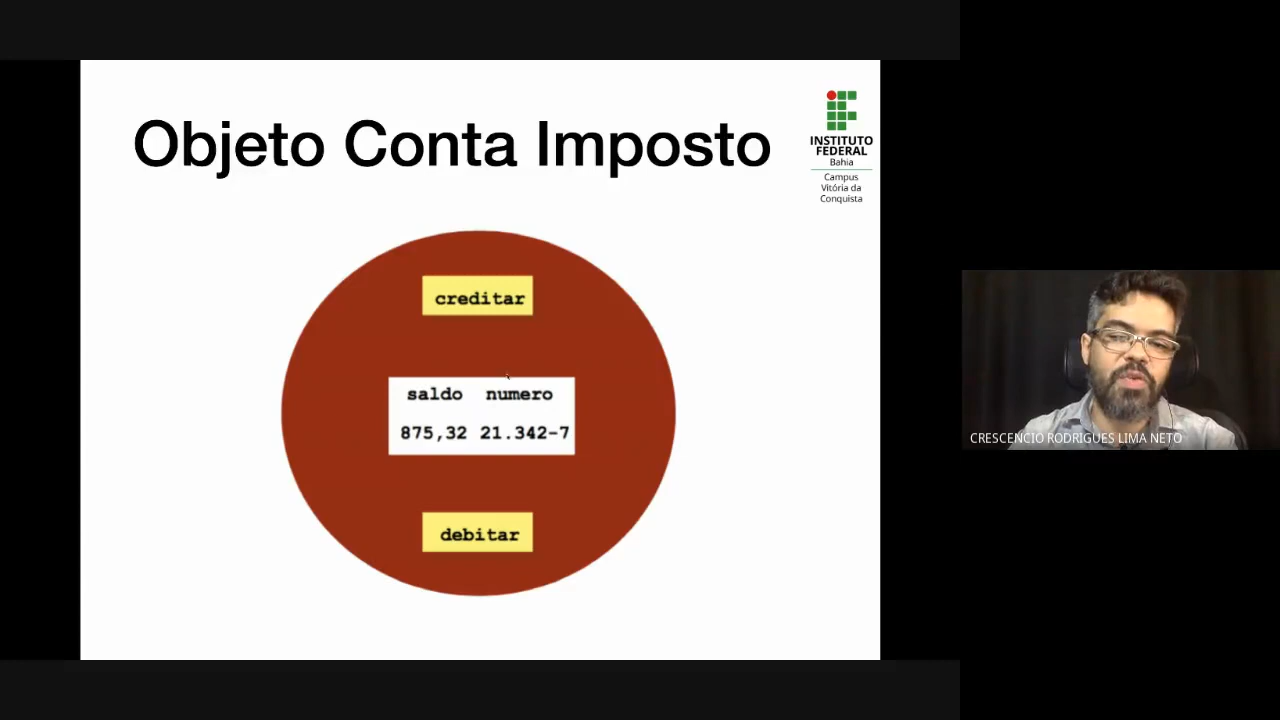 Objeto Conta Imposto
INSTITUTO
FEDERAL
Bahia
Campus
Vitória da
Conquista
creditar
saldo numero
875,32 21.342-7
debitar
CRESCENCIO RODRIGUES LIMA NETO